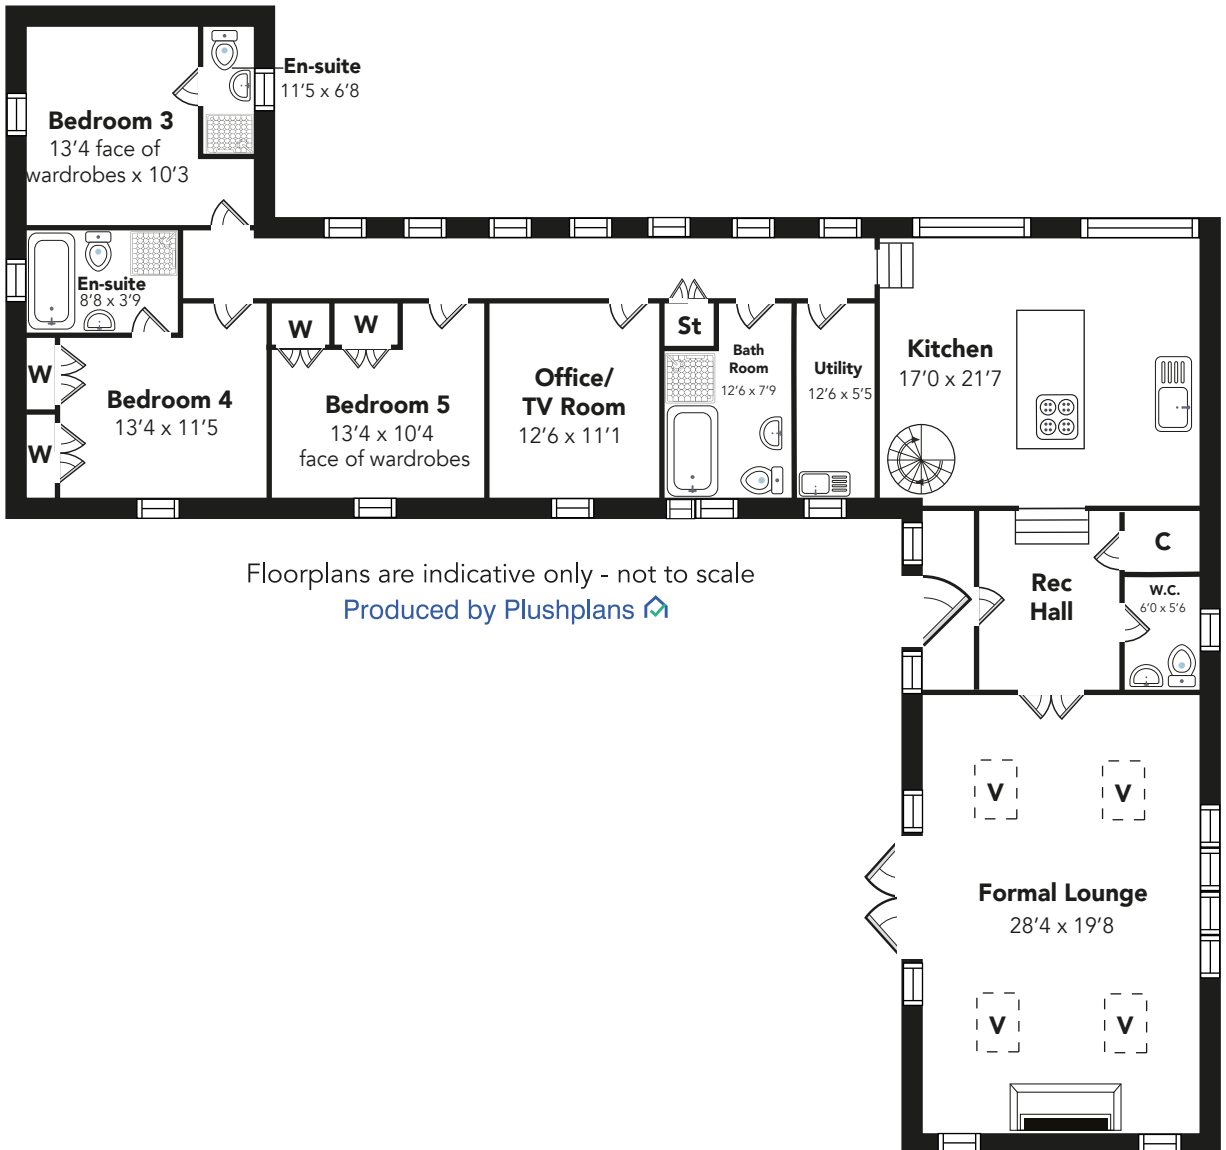 En-suite
11'5 x 6'8
Bedroom 3
13'4 face of
wardrobes x 10'3
En-suite
8'8 x 3'9
W
W
W
W
Bedroom 4
13'4 x 11'5
Bedroom 5
13'4 x 10'4
face of wardrobes
Office/
TV Room
12'6 x 11'1
St
Bath
Room
12'6 x 7'9
Utility
12'6 x 5'5
Kitchen
17'0 x 21'7
Floorplans are indicative only - not to scale
Produced by Plushplans
Rec
Hall
C
W.C.
6'0 x 5'6
V
V
Formal Lounge
28'4 x 19'8
V
V